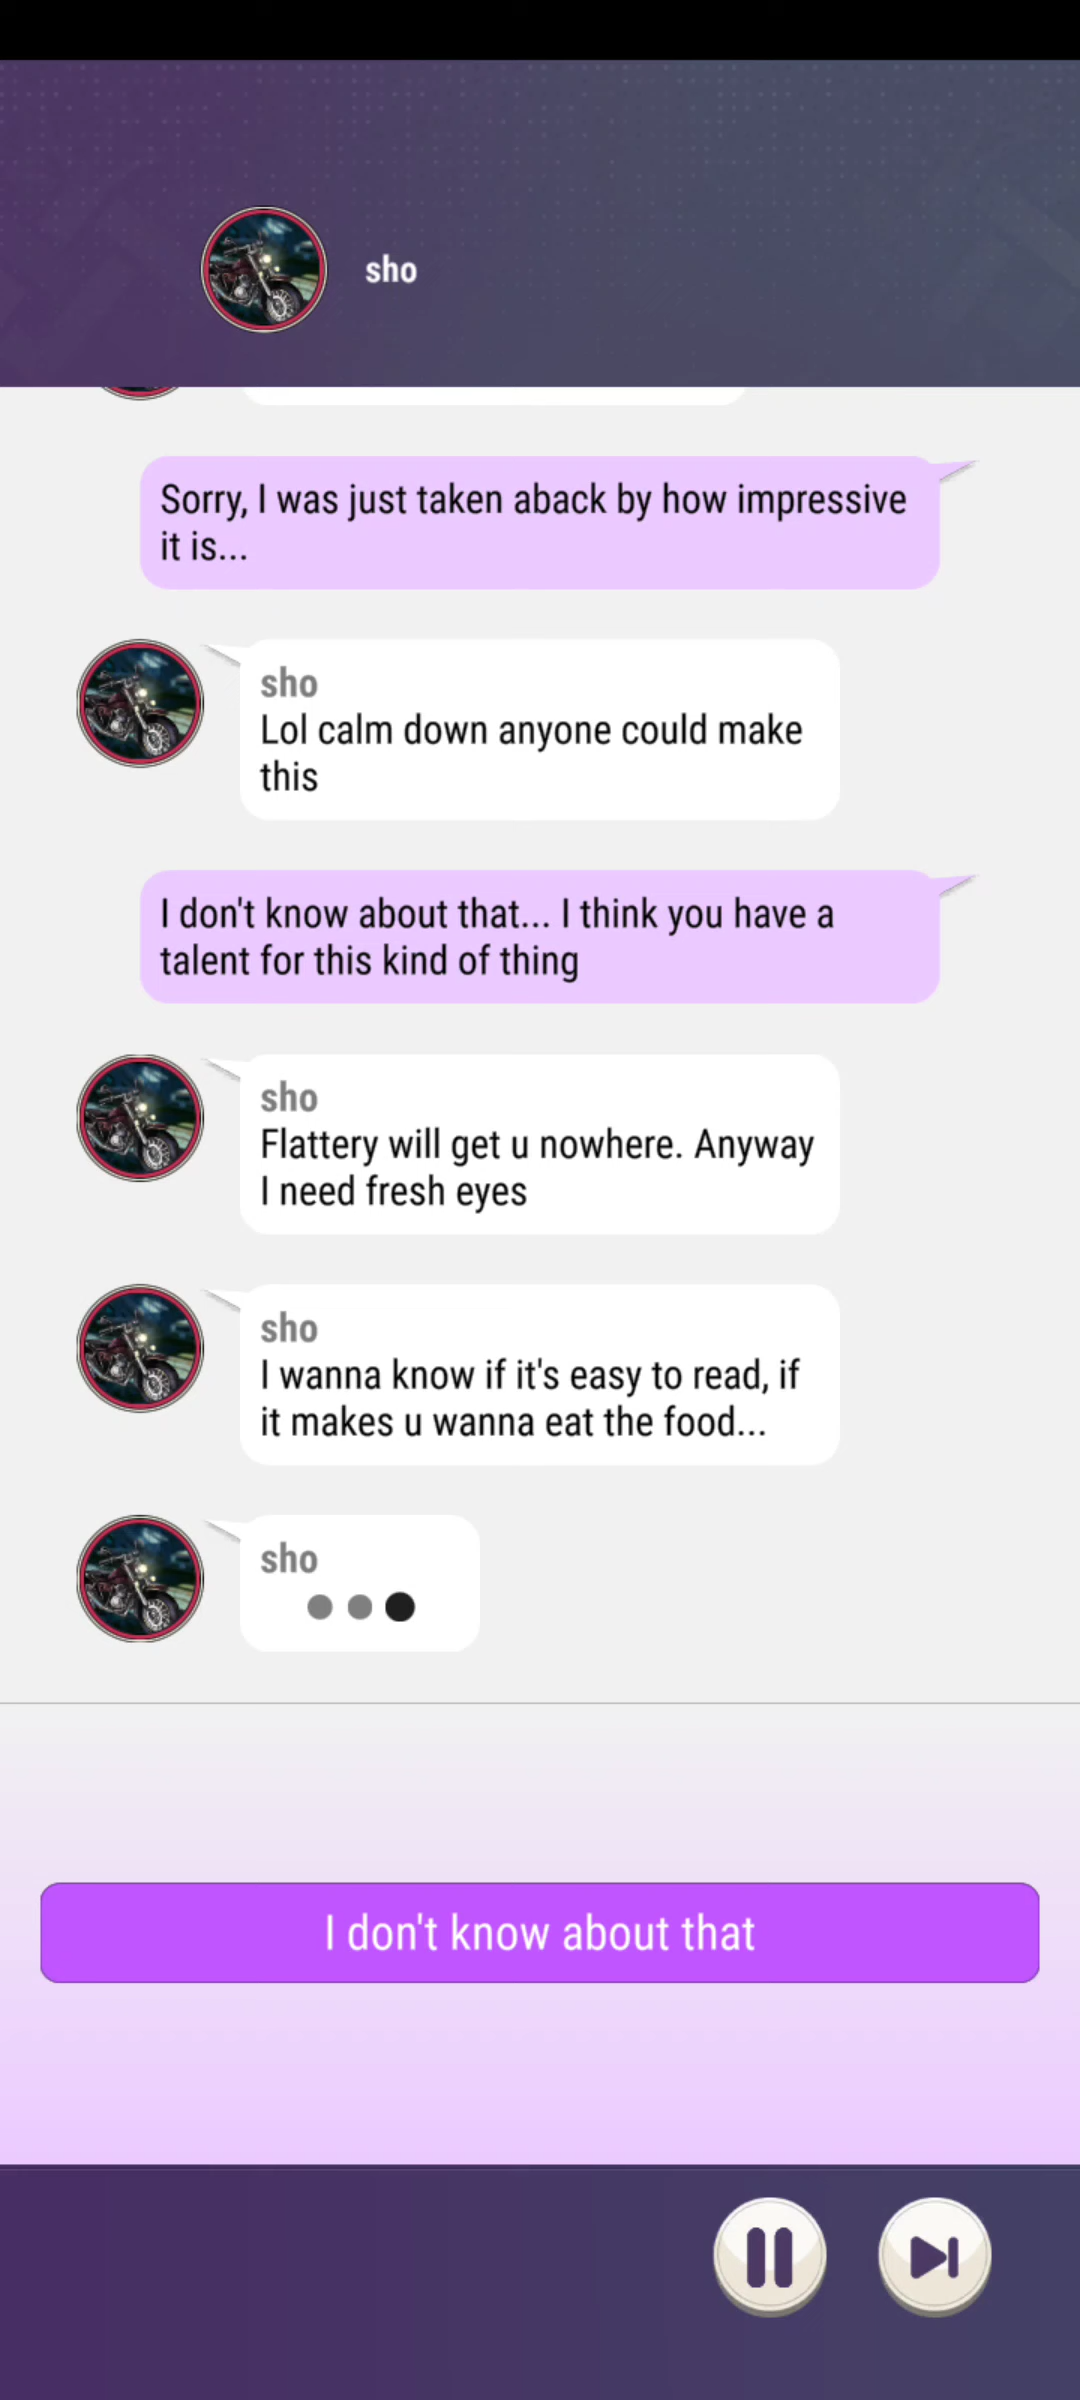 sho
Sorry, I was just taken aback by how impressive
it is...
sho
Lol calm down anyone could make
this
I don't know about that... I think you have a
talent for this kind of thing
sho
Flattery will get u nowhere. Anyway
I need fresh eyes
sho
I wanna know if it's easy to read, if
it makes u wanna eat the food...
sho
I don't know about that